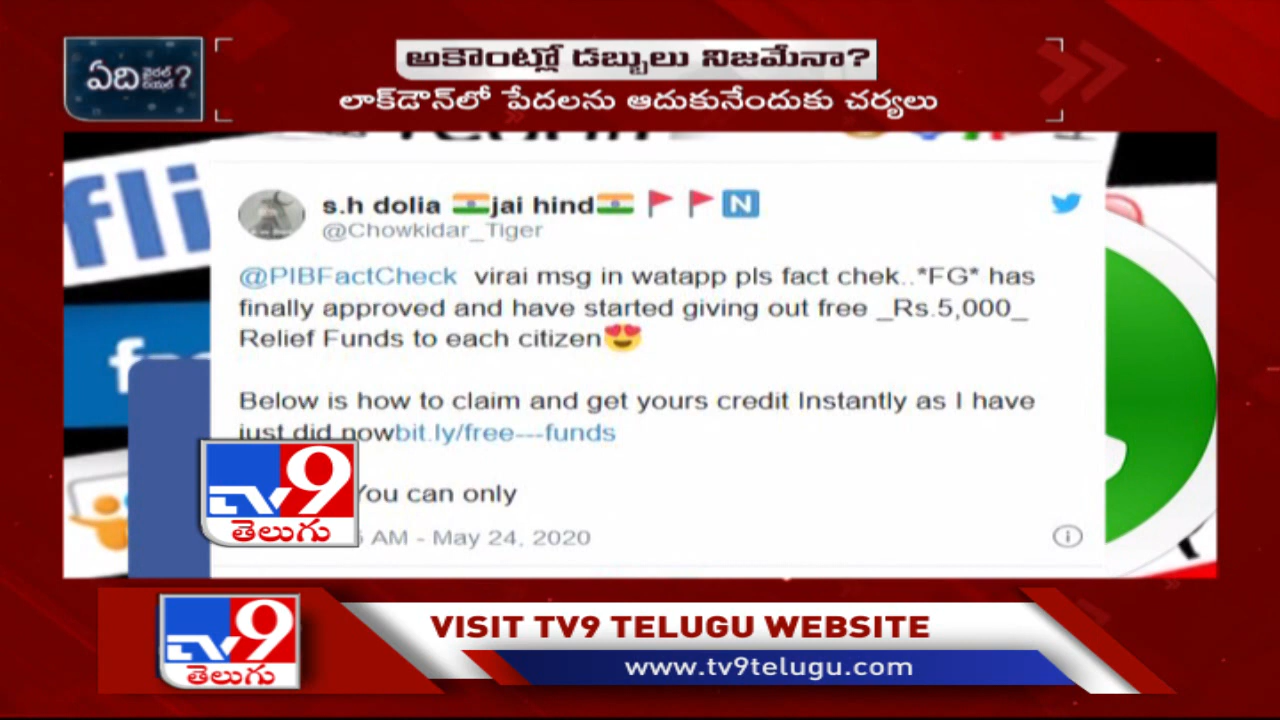 ఏది వైరల్ రియల్ ?
అకౌంట్లో డబ్బులు నిజమేనా?
లాక్‌డౌన్‌లో పేదలను ఆదుకునేందుకు చర్యలు
fli
s.h dolia 🇮🇳jai hind🇮🇳 🚩 🚩 N
@Chowkidar_Tiger
@PIBFactCheck virai msg in watapp pls fact chek..*FG* has
finally approved and have started giving out free _Rs.5,000_
Relief Funds to each citizen😍
Below is how to claim and get yours credit Instantly as I have
just did nowbit.ly/free---funds
You can only
AM - May 24, 2020
TV9
తెలుగు
TV9
తెలుగు
VISIT TV9 TELUGU WEBSITE
www.tv9telugu.com